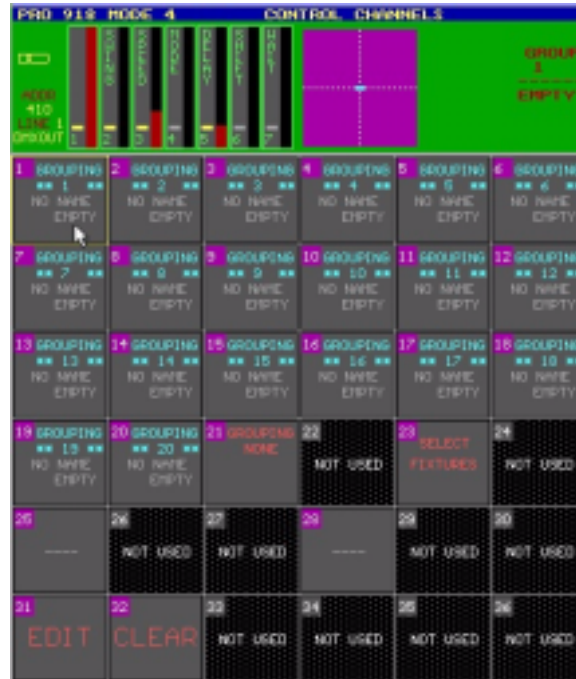 PRO 918 MODE 4 CONTROL CHANNELS
GROUP
1
EMPTY
ADDR
410
LINE 1
DMXOUT
1 2 3 4 5 6 7
SPEED
MODE
DELAY
SHIFT
HALT
1 GROUPING 2 GROUPING 3 GROUPING 4 GROUPING 5 GROUPING 6 GROUPING
** 1 ** ** 2 ** ** 3 ** ** 4 ** ** 5 ** ** 6 **
NO NAME NO NAME NO NAME NO NAME NO NAME NO NAME
EMPTY EMPTY EMPTY EMPTY EMPTY EMPTY
7 GROUPING 8 GROUPING 9 GROUPING 10 GROUPING 11 GROUPING 12 GROUPING
** 7 ** ** 8 ** ** 9 ** ** 10 ** ** 11 ** ** 12 **
NO NAME NO NAME NO NAME NO NAME NO NAME NO NAME
EMPTY EMPTY EMPTY EMPTY EMPTY EMPTY
13 GROUPING 14 GROUPING 15 GROUPING 16 GROUPING 17 GROUPING 18 GROUPING
** 13 ** ** 14 ** ** 15 ** ** 16 ** ** 17 ** ** 18 **
NO NAME NO NAME NO NAME NO NAME NO NAME NO NAME
EMPTY EMPTY EMPTY EMPTY EMPTY EMPTY
19 GROUPING 20 GROUPING 21 GROUPING 22 23 24
** 19 ** ** 20 ** NONE SELECT
NO NAME NO NAME NOT USED FIXTURES NOT USED
EMPTY EMPTY
25 26 27 28 29 30
---- NOT USED NOT USED ---- NOT USED NOT USED
31 32 33 34 35 36
EDIT CLEAR NOT USED NOT USED NOT USED NOT USED